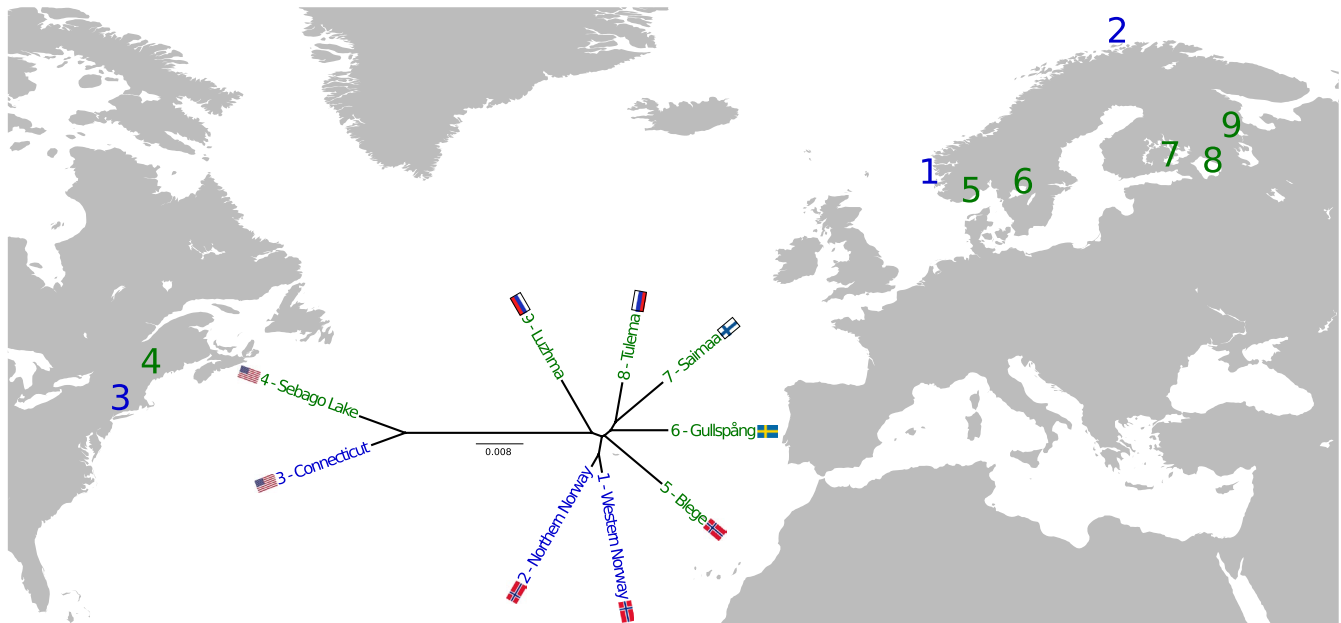 2
9
7
8
1
6
5
4
3
9 - Luzhma
8 - Tulema
7 - Saimaa
4 - Sebago Lake
6 - Gullspång
3 - Connecticut
0.008
5 - Blege
2 - Northern Norway
1 - Western Norway